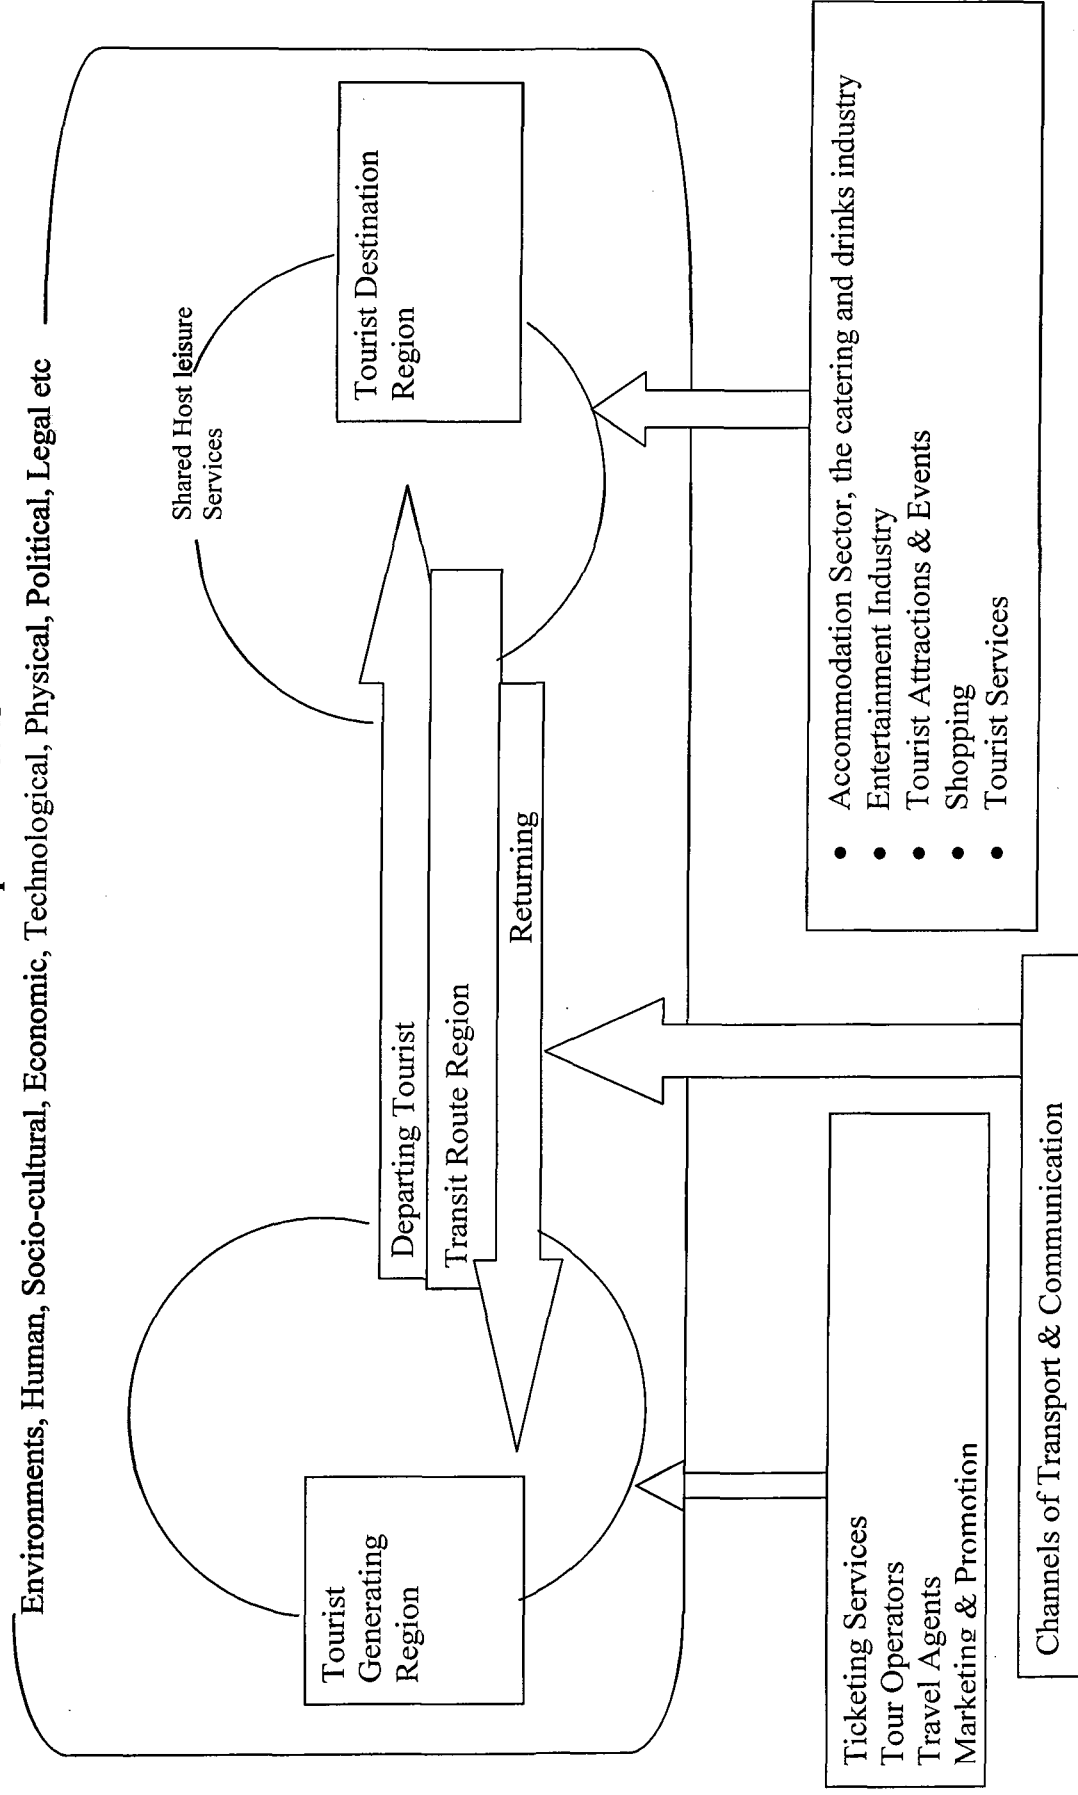 Environments, Human, Socio-cultural, Economic, Technological, Physical, Political, Legal etc
Shared Host leisure
Services
Tourist
Generating
Region
Departing Tourist
Transit Route Region
Returning
Tourist Destination
Region
Ticketing Services
Tour Operators
Travel Agents
Marketing & Promotion
Channels of Transport & Communication
• Accommodation Sector, the catering and drinks industry
• Entertainment Industry
• Tourist Attractions & Events
• Shopping
• Tourist Services